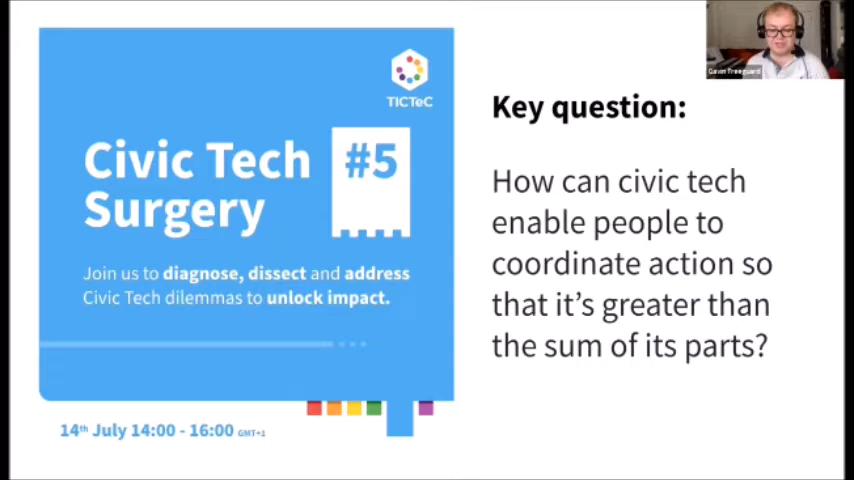 TICTeC
Civic Tech
#5
Surgery
Join us to diagnose, dissect and address
Civic Tech dilemmas to unlock impact.
14th July 14:00 - 16:00 GMT+1
Key question:
How can civic tech
enable people to
coordinate action so
that it's greater than
the sum of its parts?
Gavin Freeguard